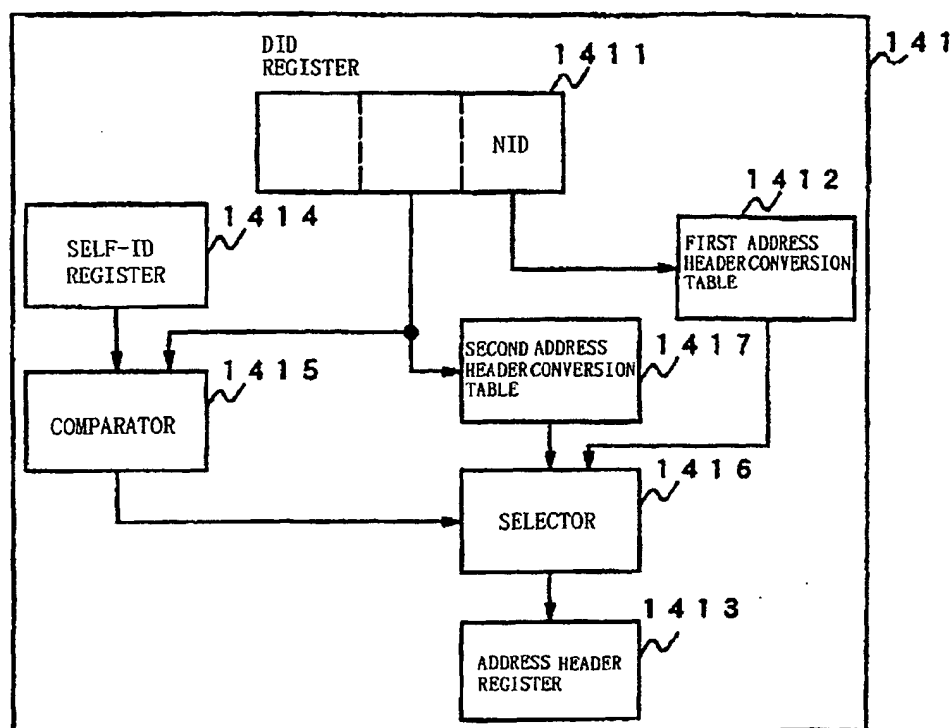 141
DID
REGISTER
1411
NID
1414
SELF-ID
REGISTER
1412
FIRST ADDRESS
HEADER CONVERSION
TABLE
1415
COMPARATOR
1417
SECOND ADDRESS
HEADER CONVERSION
TABLE
1416
SELECTOR
1413
ADDRESS HEADER
REGISTER